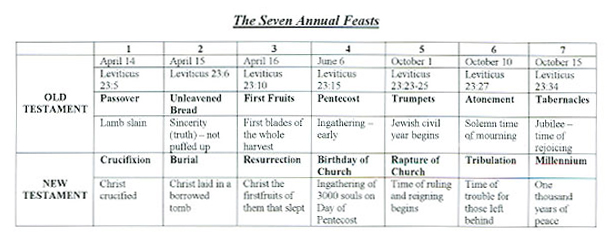 The Seven Annual Feasts
1 2 3 4 5 6 7
April 14 April 15 April 16 June 6 October 1 October 10 October 15
Leviticus Leviticus 23:6 Leviticus Leviticus Leviticus Leviticus Leviticus
23:5 23:10 23:15 23:23-25 23:27 23:34
OLD TESTAMENT
Passover Unleavened First Fruits Pentecost Trumpets Atonement Tabernacles
Bread
Lamb slain Sincerity First blades of Ingathering – Jewish civil Solemn time Jubilee –
(truth) – not the whole early year begins of mourning time of
puffed up harvest rejoicing
NEW TESTAMENT
Crucifixion Burial Resurrection Birthday of Rapture of Tribulation Millennium
Church Church
Christ Christ laid in a Christ the Ingathering of Time of ruling Time of One
crucified borrowed firstfruits of 3000 souls on and reigning trouble for thousand
tomb them that slept Day of begins those left years of
Pentecost behind peace